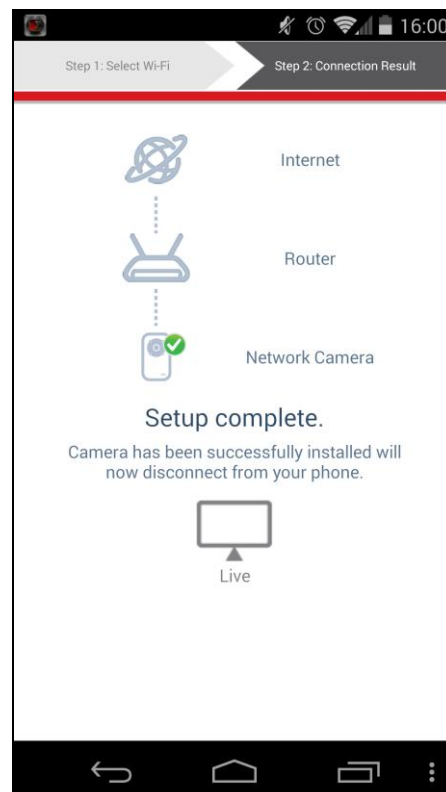 16:00
Step 1: Select Wi-Fi
Step 2: Connection Result
Internet
Router
Network Camera
Setup complete.
Camera has been successfully installed will
now disconnect from your phone.
Live